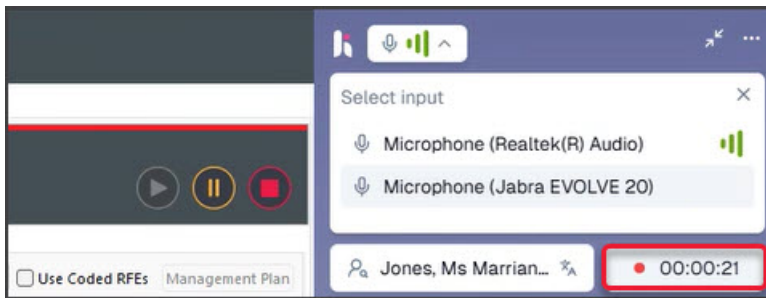 Select input
Microphone (Realtek(R) Audio)
Microphone (Jabra EVOLVE 20)
Use Coded RFEs Management Plan
Jones, Ms Marrian... 00:00:21